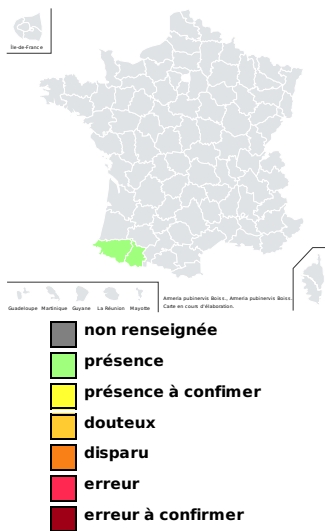 Île-de-France
Guadeloupe Martinique Guyane La Réunion Mayotte
Armeria pubinervis Boiss., Armeria pubinervis Boiss.
Carte en cours d'élaboration.
non renseignée
présence
présence à confimer
douteux
disparu
erreur
erreur à confirmer